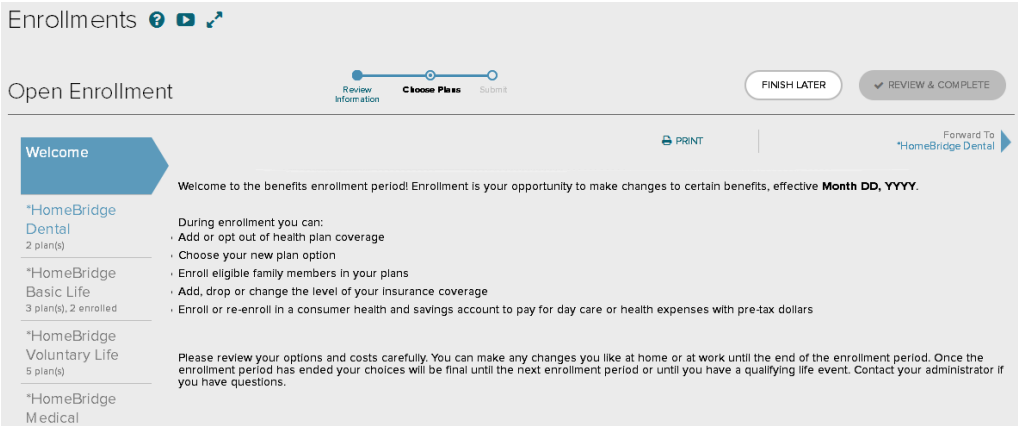 Enrollments
Open Enrollment
Review
Information
Choose Plans
Submit
FINISH LATER
REVIEW & COMPLETE
Welcome
PRINT
Forward To
*HomeBridge Dental
*HomeBridge
Dental
2 plan(s)
*HomeBridge
Basic Life
3 plan(s), 2 enrolled
*HomeBridge
Voluntary Life
5 plan(s)
*HomeBridge
Medical
Welcome to the benefits enrollment period! Enrollment is your opportunity to make changes to certain benefits, effective Month DD, YYYY.
During enrollment you can:
Add or opt out of health plan coverage
Choose your new plan option
Enroll eligible family members in your plans
Add, drop or change the level of your insurance coverage
Enroll or re-enroll in a consumer health and savings account to pay for day care or health expenses with pre-tax dollars
Please review your options and costs carefully. You can make any changes you like at home or at work until the end of the enrollment period. Once the
enrollment period has ended your choices will be final until the next enrollment period or until you have a qualifying life event. Contact your administrator if
you have questions.